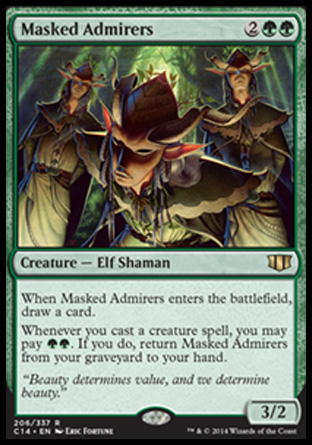 Masked Admirers 2
Creature — Elf Shaman
When Masked Admirers enters the battlefield,
draw a card.
Whenever you cast a creature spell, you may
pay . If you do, return Masked Admirers
from your graveyard to your hand.
“Beauty determines value, and we determine
beauty.”
3/2
206/337 R
C14 • EN Eric Fortune
™ & © 2014 Wizards of the Coast